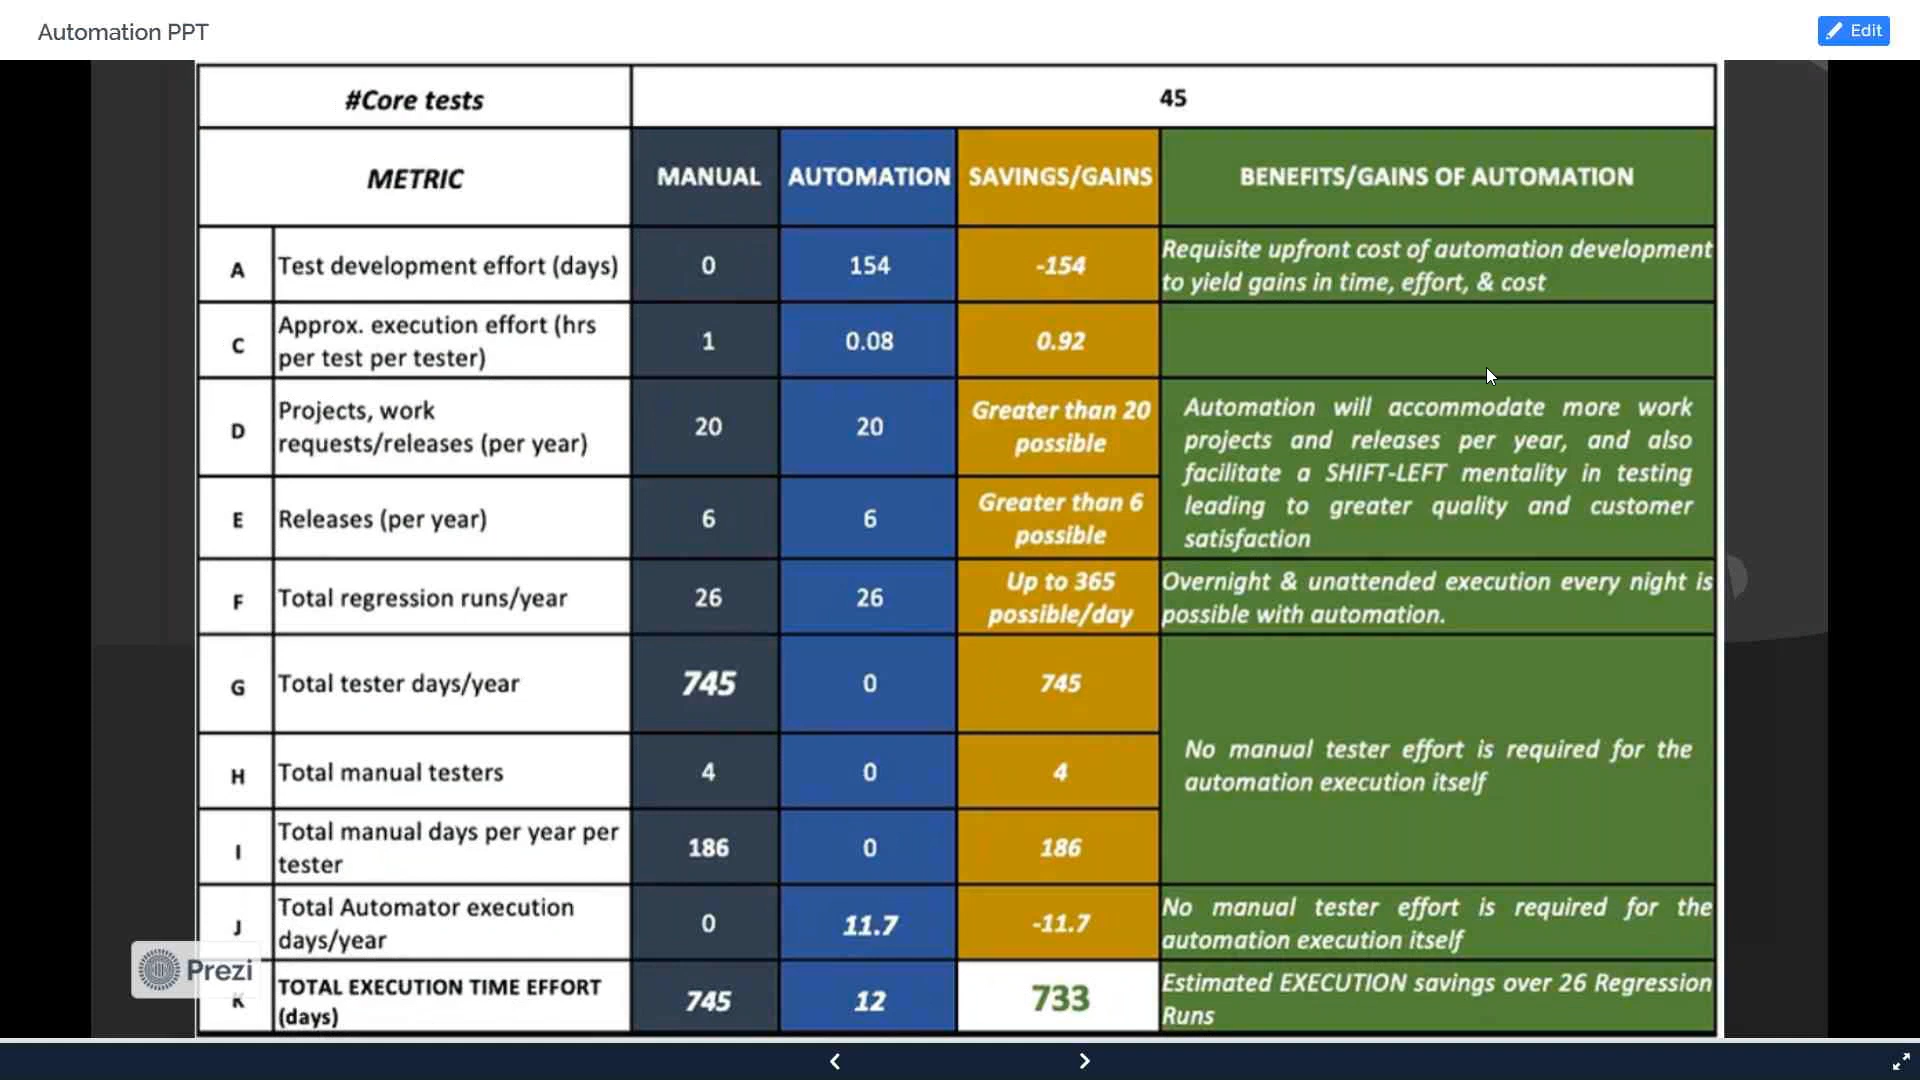 Automation PPT
Edit
#Core tests
45
METRIC
MANUAL
AUTOMATION
SAVINGS/GAINS
BENEFITS/GAINS OF AUTOMATION
A
Test development effort (days)
0
154
-154
Requisite upfront cost of automation development
to yield gains in time, effort, & cost
C
Approx. execution effort (hrs
per test per tester)
1
0.08
0.92
D
Projects, work
requests/releases (per year)
20
20
Greater than 20
possible
Automation will accommodate more work
projects and releases per year, and also
facilitate a SHIFT-LEFT mentality in testing
leading to greater quality and customer
satisfaction
E
Releases (per year)
6
6
Greater than 6
possible
F
Total regression runs/year
26
26
Up to 365
possible/day
Overnight & unattended execution every night is
possible with automation.
G
Total tester days/year
745
0
745
No manual tester effort is required for the
automation execution itself
H
Total manual testers
4
0
4
I
Total manual days per year per
tester
186
0
186
J
Total Automator execution
days/year
0
11.7
-11.7
No manual tester effort is required for the
automation execution itself
Prezi
K
TOTAL EXECUTION TIME EFFORT
(days)
745
12
733
Estimated EXECUTION savings over 26 Regression
Runs